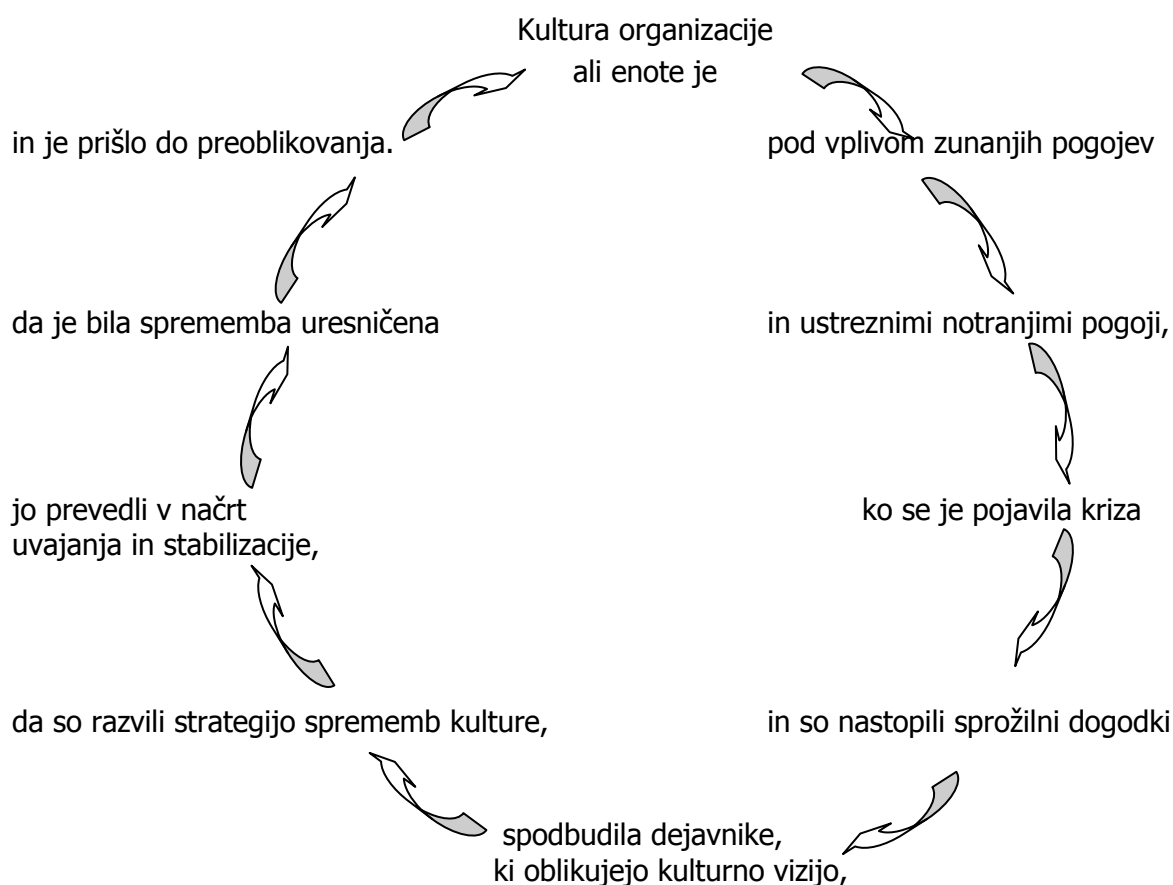 Kultura organizacije
ali enote je
pod vplivom zunanjih pogojev
in ustreznimi notranjimi pogoji,
ko se je pojavila kriza
in so nastopili sprožilni dogodki
spodbudila dejavnike,
ki oblikujejo kulturno vizijo,
da so razvili strategijo sprememb kulture,
jo prevedli v načrt
uvajanja in stabilizacije,
da je bila sprememba uresničena
in je prišlo do preoblikovanja.